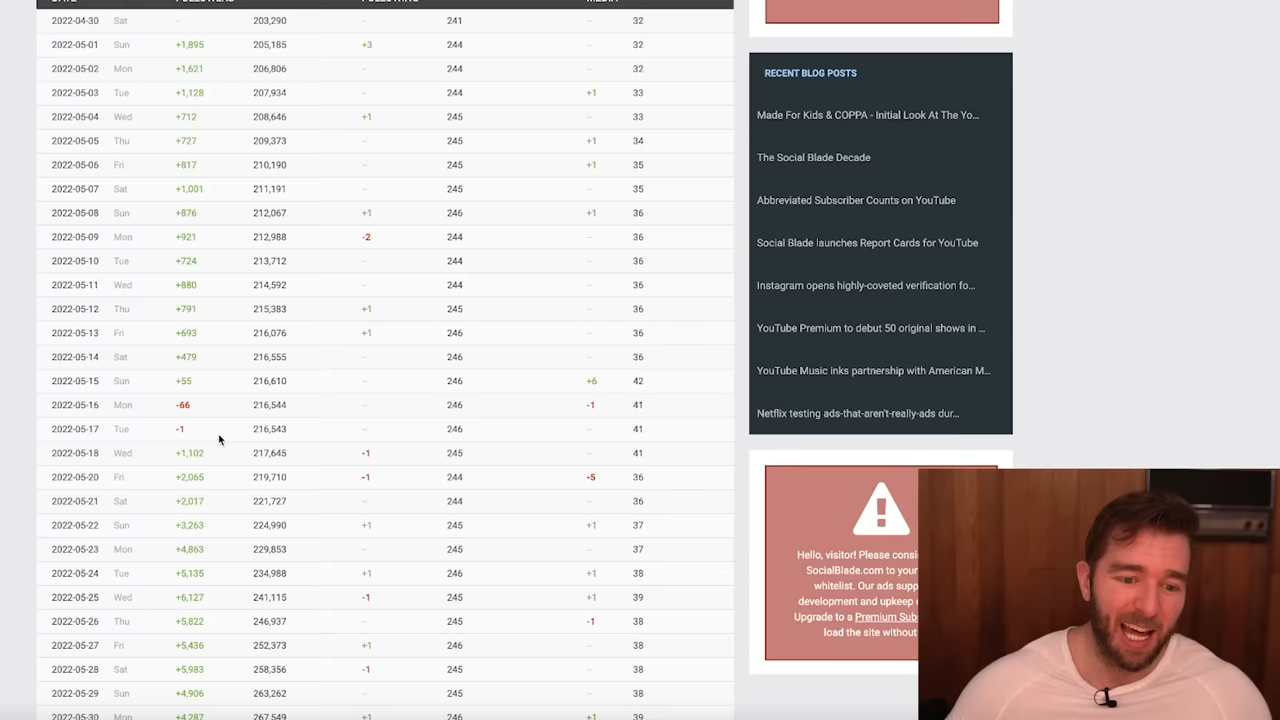 DATE FOLLOWERS FOLLOWING MEDIA
2022-04-30 Sat -- 203,290 241 -- 32
2022-05-01 Sun +1,895 205,185 +3 244 -- 32
2022-05-02 Mon +1,621 206,806 -- 244 -- 32
2022-05-03 Tue +1,128 207,934 -- 244 +1 33
2022-05-04 Wed +712 208,646 +1 245 -- 33
2022-05-05 Tue +727 209,373 -- 245 +1 34
2022-05-06 Fri +817 210,190 -- 245 +1 35
2022-05-07 Sat +1,001 211,191 -- 245 -- 35
2022-05-08 Sun +876 212,067 +1 246 +1 36
2022-05-09 Mon +921 212,988 -2 244 -- 36
2022-05-10 Tue +724 213,712 -- 244 -- 36
2022-05-11 Wed +880 214,592 -- 244 -- 36
2022-05-12 Thu +791 215,383 +1 245 -- 36
2022-05-13 Fri +693 216,076 +1 246 -- 36
2022-05-14 Sat +479 216,555 -- 246 -- 36
2022-05-15 Sun +55 216,610 -- 246 +6 42
2022-05-16 Mon -66 216,544 -- 246 -1 41
2022-05-17 Tue -1 216,543 -- 246 -- 41
2022-05-18 Wed +1,102 217,645 -1 245 -- 41
2022-05-20 Fri +2,065 219,710 -1 244 -5 36
2022-05-21 Sat +2,017 221,727 -- 244 -- 36
2022-05-22 Sun +3,263 224,990 +1 245 +1 37
2022-05-23 Mon +4,863 229,853 -- 245 -- 37
2022-05-24 Tue +5,135 234,988 +1 246 +1 38
2022-05-25 Wed +6,127 241,115 -1 245 +1 39
2022-05-26 Thu +5,822 246,937 -- 245 -1 38
2022-05-27 Fri +5,436 252,373 +1 246 -- 38
2022-05-28 Sat +5,983 258,356 -1 245 -- 38
2022-05-29 Sun +4,906 263,262 -- 245 -- 38
2022-05-30 Mon +4,287 267,549 +1 246 +1 39
RECENT BLOG POSTS
Made For Kids & COPPA - Initial Look At The Yo...
The Social Blade Decade
Abbreviated Subscriber Counts on YouTube
Social Blade launches Report Cards for YouTube
Instagram opens highly-coveted verification fo...
YouTube Premium to debut 50 original shows in ...
YouTube Music inks partnership with American M...
Netflix testing ads-that-aren't-really-ads dur...
Hello, visitor! Please consi
SocialBlade.com to your
whitelist. Our ads supp
development and upkeep
Upgrade to a Premium Sub
load the site without